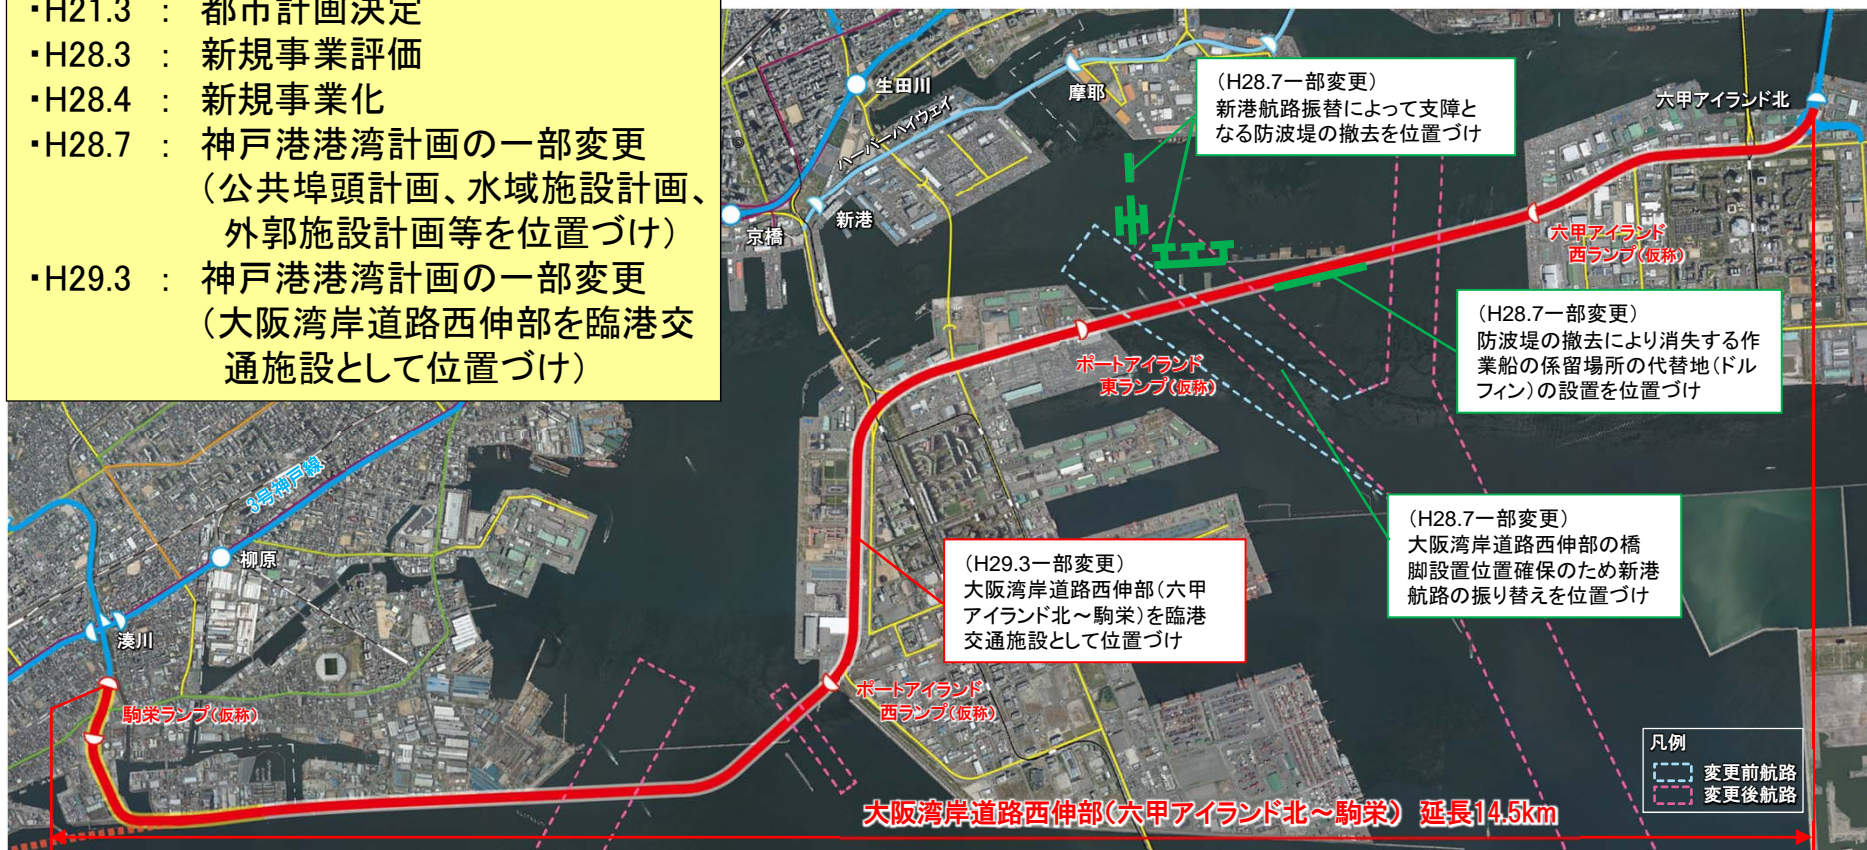 ・H21.3 ： 都市計画決定
・H28.3 ： 新規事業評価
・H28.4 ： 新規事業化
・H28.7 ： 神戸港港湾計画の一部変更
（公共埠頭計画、水域施設計画、
外郭施設計画等を位置づけ）
・H29.3 ： 神戸港港湾計画の一部変更
（大阪湾岸道路西伸部を臨港交
通施設として位置づけ）
生田川
摩耶
ハーバーハイウェイ
新港
京橋
（H28.7一部変更）
新港航路振替によって支障と
なる防波堤の撤去を位置づけ
六甲アイランド北
六甲アイランド
西ランプ（仮称）
（H28.7一部変更）
防波堤の撤去により消失する作
業船の係留場所の代替地（ドル
フィン）の設置を位置づけ
ポートアイランド
東ランプ（仮称）
3号神戸線
柳原
湊川
（H28.7一部変更）
大阪湾岸道路西伸部の橋
脚設置位置確保のため新港
航路の振り替えを位置づけ
（H29.3一部変更）
大阪湾岸道路西伸部（六甲
アイランド北～駒栄）を臨港
交通施設として位置づけ
駒栄ランプ（仮称）
ポートアイランド
西ランプ（仮称）
凡例
変更前航路
変更後航路
大阪湾岸道路西伸部（六甲アイランド北～駒栄） 延長14.5km